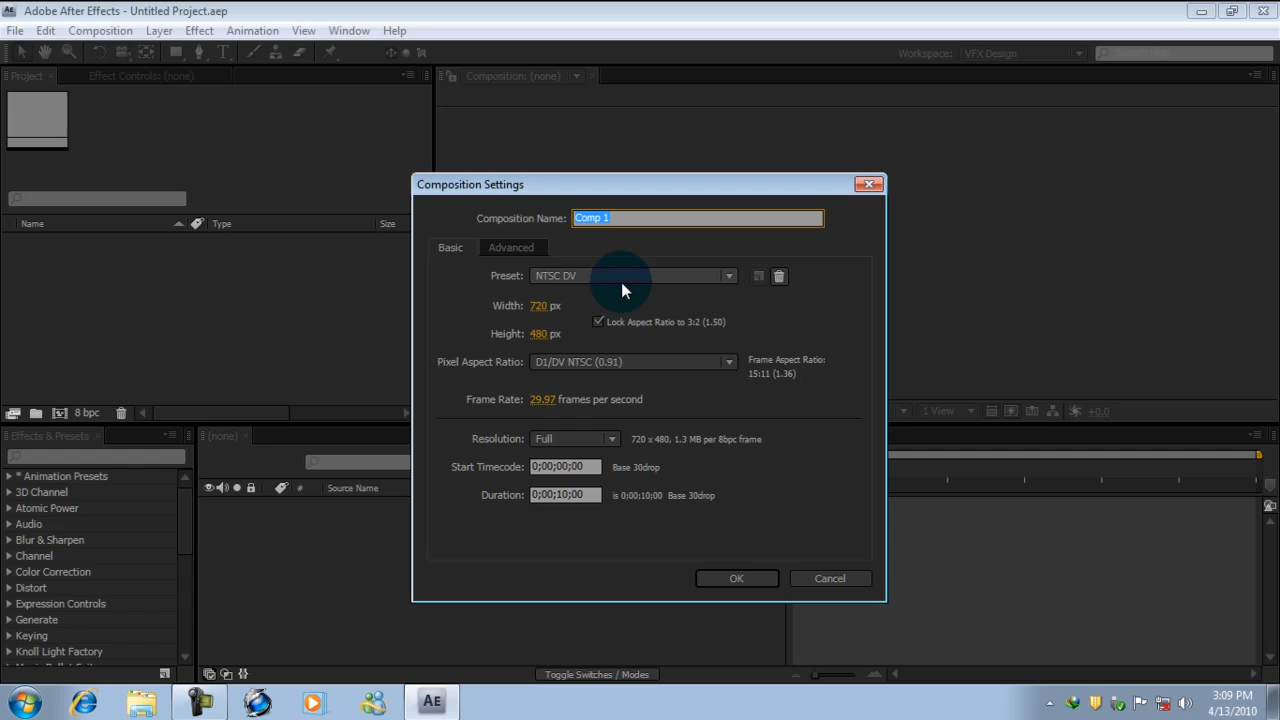 Adobe After Effects - Untitled Project.aep
File Edit Composition Layer Effect Animation View Window Help
Workspace: VFX Design
Project Effect Controls: (none)
Composition: (none)
Composition Settings
Composition Name: Comp 1
Basic Advanced
Preset: NTSC DV
Width: 720 px
Lock Aspect Ratio to 3:2 (1.50)
Height: 480 px
Pixel Aspect Ratio: D1/DV NTSC (0.91)
Frame Aspect Ratio:
15:11 (1.36)
Frame Rate: 29.97 frames per second
Resolution: Full 720 x 480, 1.3 MB per 8bpc frame
Start Timecode: 0;00;00;00 Base 30drop
Duration: 0;00;10;00 is 0;00;10;00 Base 30drop
OK Cancel
Name Type Size
8 bpc
1 View +0.0
Effects & Presets
* Animation Presets
3D Channel
Atomic Power
Audio
Blur & Sharpen
Channel
Color Correction
Distort
Expression Controls
Generate
Keying
Knoll Light Factory
(none)
# Source Name
Toggle Switches / Modes
3:09 PM
4/13/2010